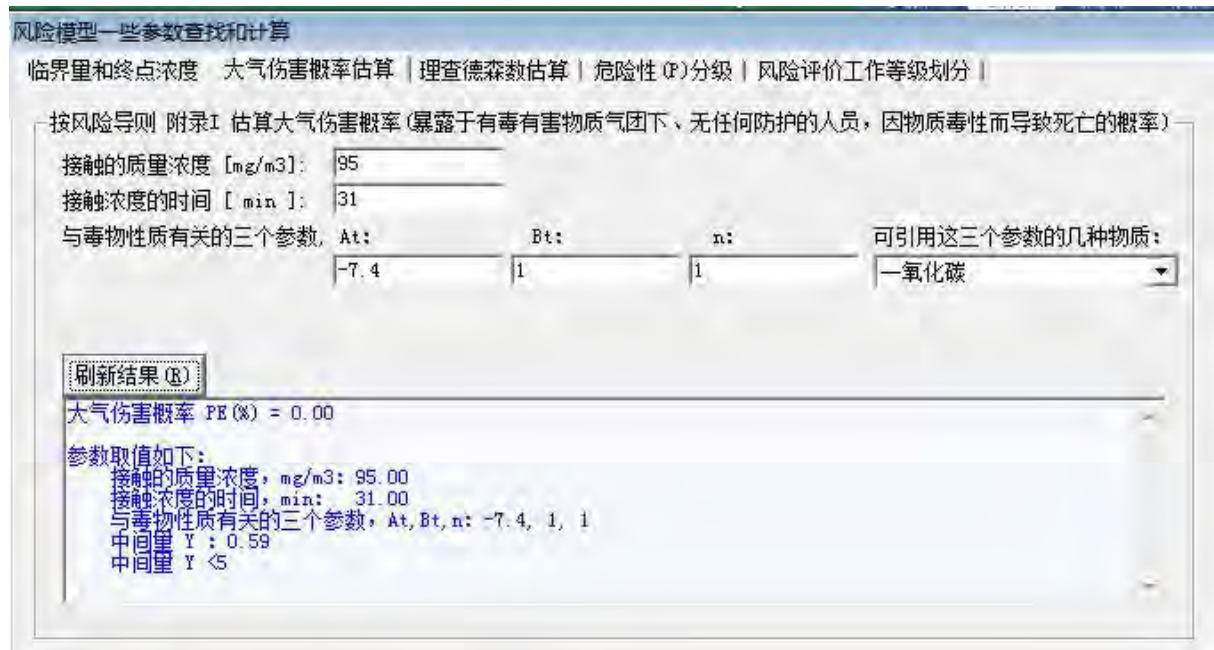 风险模型一些参数查找和计算
临界量和终点浓度 大气伤害概率估算 | 理查德森数估算 | 危险性(P)分级 | 风险评价工作等级划分 |
按风险导则 附录I 估算大气伤害概率(暴露于有毒有害物质气团下、无任何防护的人员，因物质毒性而导致死亡的概率)
接触的质量浓度 [mg/m3]: 95
接触浓度的时间 [ min ]: 31
与毒物性质有关的三个参数, At: Bt: n: 可引用这三个参数的几种物质:
-7.4 1 1 一氧化碳
刷新结果(R)
大气伤害概率 PE(%) = 0.00
参数取值如下:
接触的质量浓度，mg/m3: 95.00
接触浓度的时间，min: 31.00
与毒物性质有关的三个参数，At,Bt,n: -7.4, 1, 1
中间量 Y : 0.59
中间量 Y <5